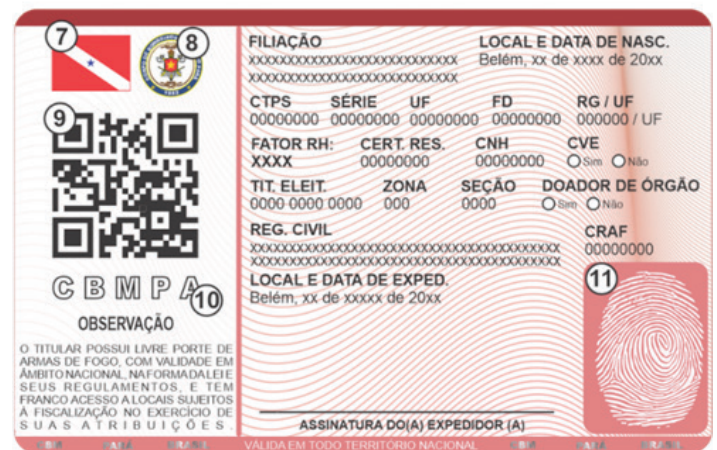 7
8
FILIAÇÃO LOCAL E DATA DE NASC.
xxxxxxxxxxxxxxxxxxxxxxxxxxx Belém, xx de xxxx de 20xx
xxxxxxxxxxxxxxxxxxxxxxxxxxx
CTPS SÉRIE UF FD RG / UF
00000000 00000000 00000000 00000000 000000 / UF
9
FATOR RH: CERT. RES. CNH CVE
XXXX 00000000 00000000 Sim Não
TIT. ELEIT. ZONA SEÇÃO DOADOR DE ÓRGÃO
0000 0000 0000 000 0000 Sim Não
REG. CIVIL CRAF
xxxxxxxxxxxxxxxxxxxxxxxxxxxxxxxxxxxxxxxx 00000000
xxxxxxxxxxxxxxxxxxxxxxxxxxxxxxxxxxxxxxxx
LOCAL E DATA DE EXPED.
Belém, xx de xxxxx de 20xx
11
CBMPA
10
OBSERVAÇÃO
O TITULAR POSSUI LIVRE PORTE DE
ARMAS DE FOGO, COM VALIDADE EM
ÂMBITO NACIONAL, NA FORMA DA LEI E
SEUS REGULAMENTOS, E TEM
FRANCO ACESSO A LOCAIS SUJEITOS
À FISCALIZAÇÃO NO EXERCÍCIO DE
SUAS ATRIBUIÇÕES.
ASSINATURA DO(A) EXPEDIDOR (A)
VÁLIDA EM TODO TERRITÓRIO NACIONAL